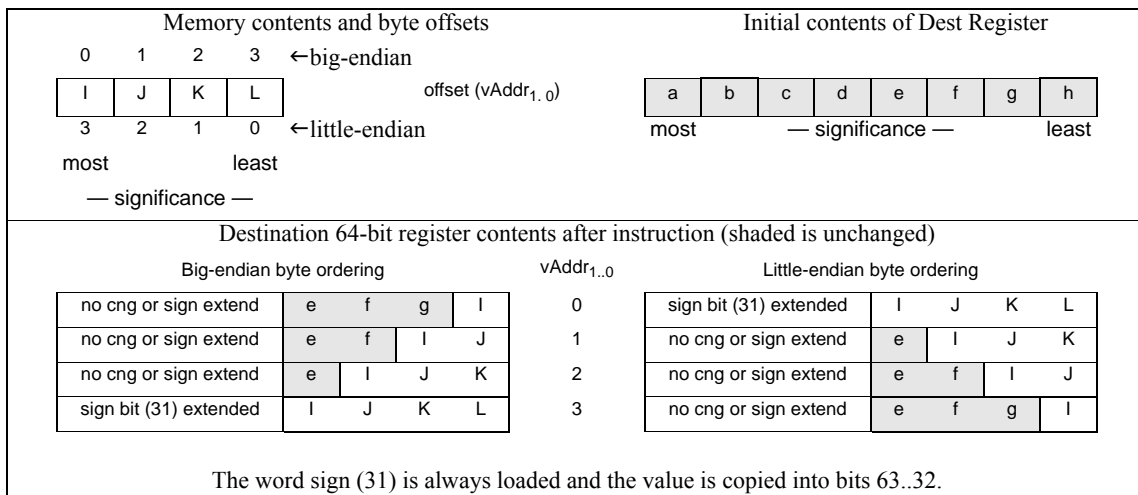 Memory contents and byte offsets
Initial contents of Dest Register
0 1 2 3 ←big-endian
I J K L
offset (vAddr1. 0)
a b c d e f g h
3 2 1 0 ←little-endian
most — significance — least
most least
— significance —
Destination 64-bit register contents after instruction (shaded is unchanged)
Big-endian byte ordering vAddr1..0 Little-endian byte ordering
no cng or sign extend e f g I 0 sign bit (31) extended I J K L
no cng or sign extend e f I J 1 no cng or sign extend e I J K
no cng or sign extend e I J K 2 no cng or sign extend e f I J
sign bit (31) extended I J K L 3 no cng or sign extend e f g I
The word sign (31) is always loaded and the value is copied into bits 63..32.